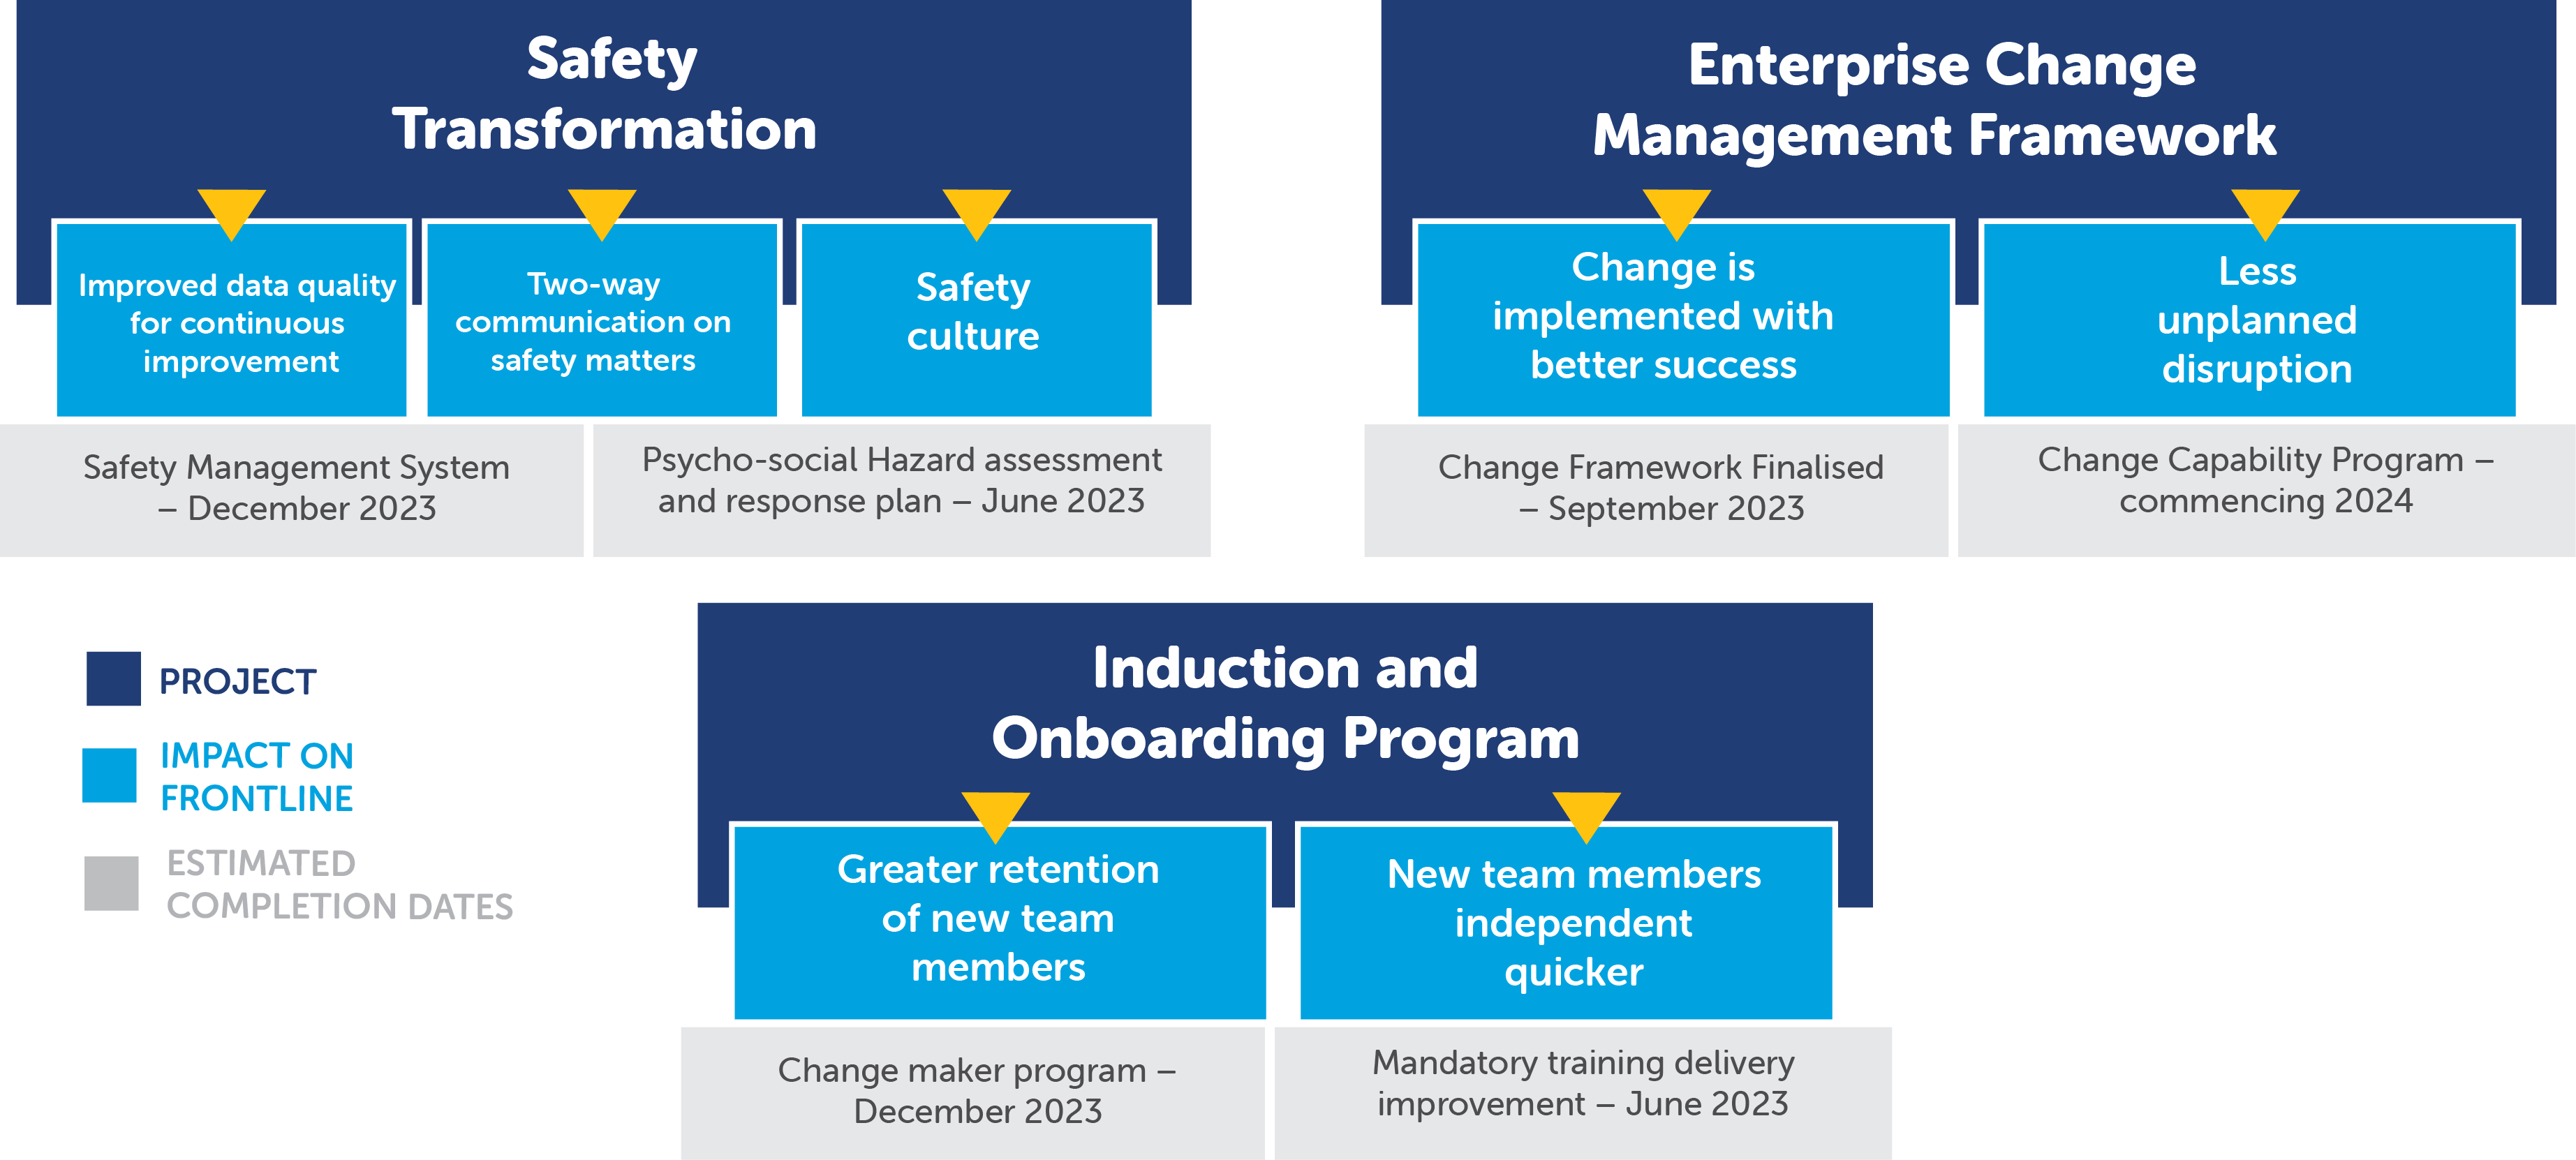 Safety
Transformation
Improved data quality
for continuous
improvement
Two-way
communication on
safety matters
Safety
culture
Safety Management System
– December 2023
Psycho-social Hazard assessment
and response plan – June 2023
Enterprise Change
Management Framework
Change is
implemented with
better success
Less
unplanned
disruption
Change Framework Finalised
– September 2023
Change Capability Program –
commencing 2024
PROJECT
IMPACT ON
FRONTLINE
ESTIMATED
COMPLETION DATES
Induction and
Onboarding Program
Greater retention
of new team
members
New team members
independent
quicker
Change maker program –
December 2023
Mandatory training delivery
improvement – June 2023